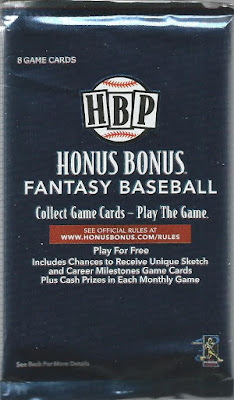 8 GAME CARDS
HBP
HONUS BONUS
FANTASY BASEBALL
Collect Game Cards ~ Play The Game.
SEE OFFICIAL RULES AT
WWW.HONUSBONUS.COM/RULES
Play For Free
Includes Chances to Receive Unique Sketch
and Career Milestones Game Cards
Plus Cash Prizes in Each Monthly Game
See Back For More Details